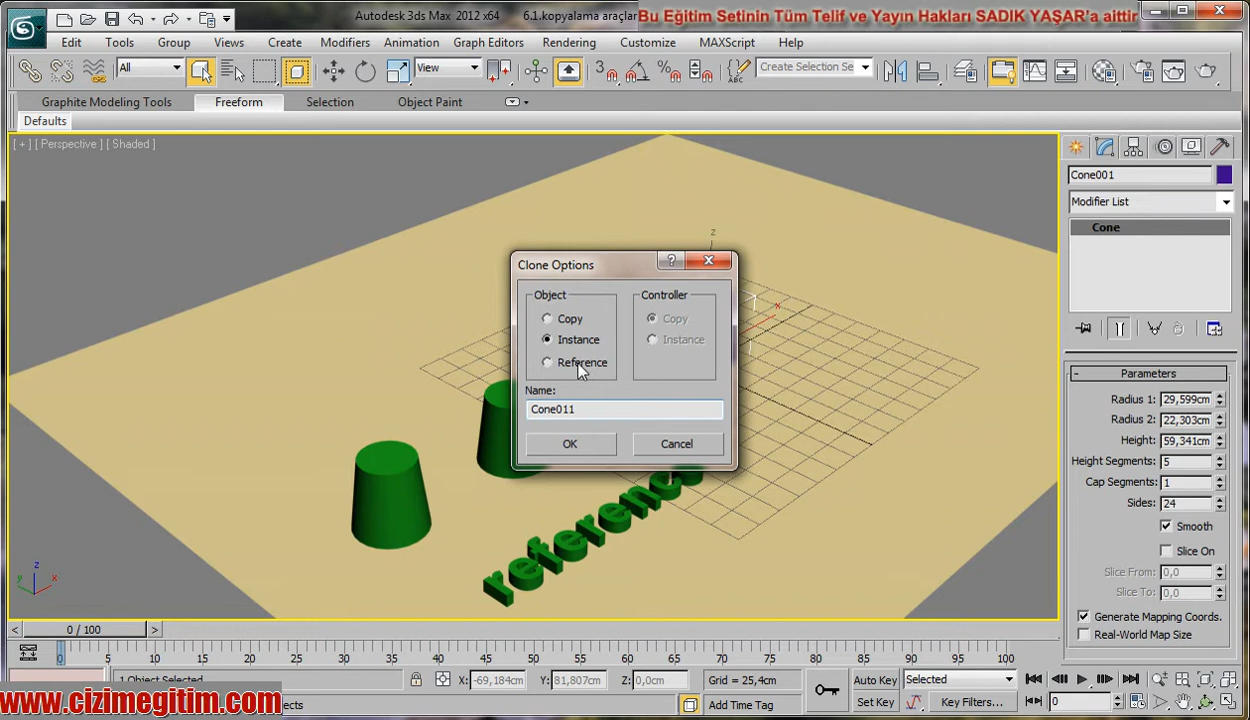 Autodesk 3ds Max 2012 x64 6.1.kopyalama araçlar
Bu Eğitim Setinin Tüm Telif ve Yayın Hakları SADIK YAŞAR'a aittir
Edit Tools Group Views Create Modifiers Animation Graph Editors Rendering Customize MAXScript Help
All View Create Selection Se
Graphite Modeling Tools Freeform Selection Object Paint
Defaults
[ + ] [ Perspective ] [ Shaded ]
Cone001
Modifier List
Cone
z
x
Clone Options
Object Controller
Copy Copy
Instance Instance
Reference
Name:
Cone011
OK Cancel
reference
Parameters
Radius 1: 29,599cm
Radius 2: 22,303cm
Height: 59,341cm
Height Segments: 5
Cap Segments: 1
Sides: 24
Smooth
Slice On
Slice From: 0,0
Slice To: 0,0
Generate Mapping Coords.
Real-World Map Size
z
y x
0 / 100
0 5 10 15 20 25 30 35 40 45 50 55 60 65 70 75 80 85 90 95 100
1 Object Selected X: -69,184cm Y: 81,807cm Z: 0,0cm Grid = 25,4cm Auto Key Selected
www.cizimegitim.com ects Add Time Tag Set Key Key Filters... 0